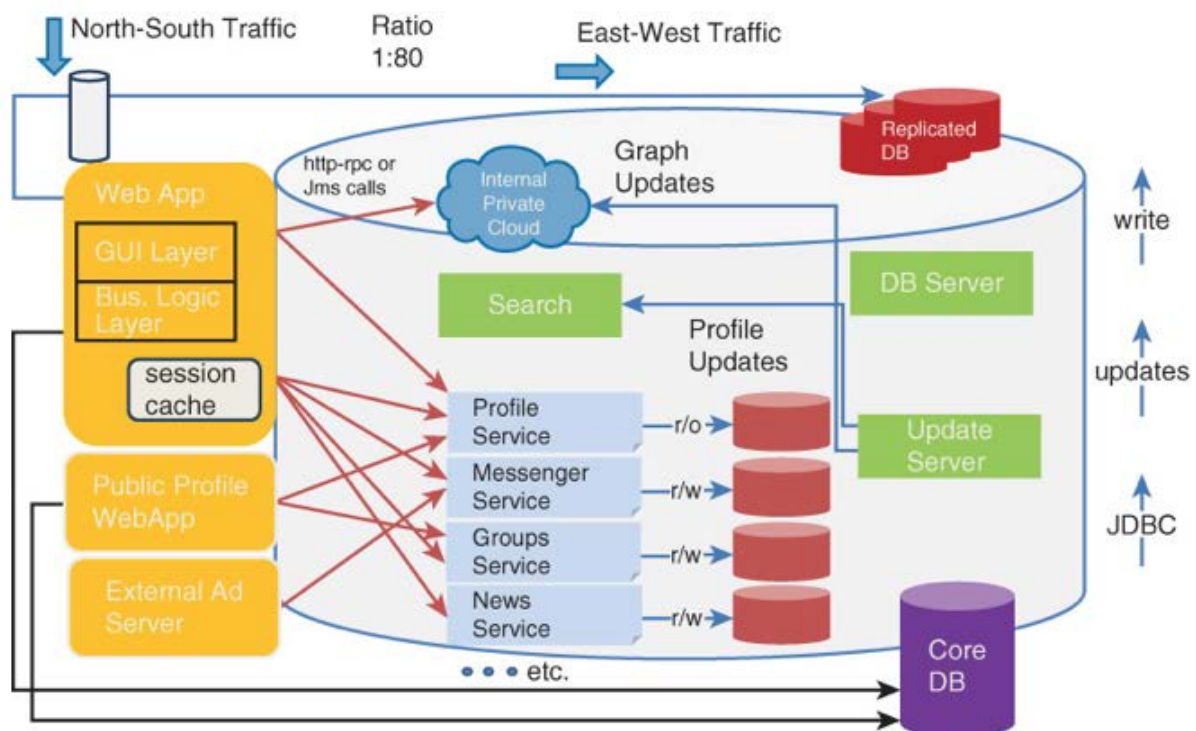 North-South Traffic
Ratio
1:80
East-West Traffic
Replicated
DB
http-rpc or
Jms calls
Internal
Private
Cloud
Graph
Updates
write
Web App
GUI Layer
Bus. Logic
Layer
session
cache
Search
DB Server
Profile
Updates
updates
Profile
Service
r/o
Update
Server
Messenger
Service
r/w
JDBC
Public Profile
WebApp
Groups
Service
r/w
External Ad
Server
News
Service
r/w
Core
DB
etc.